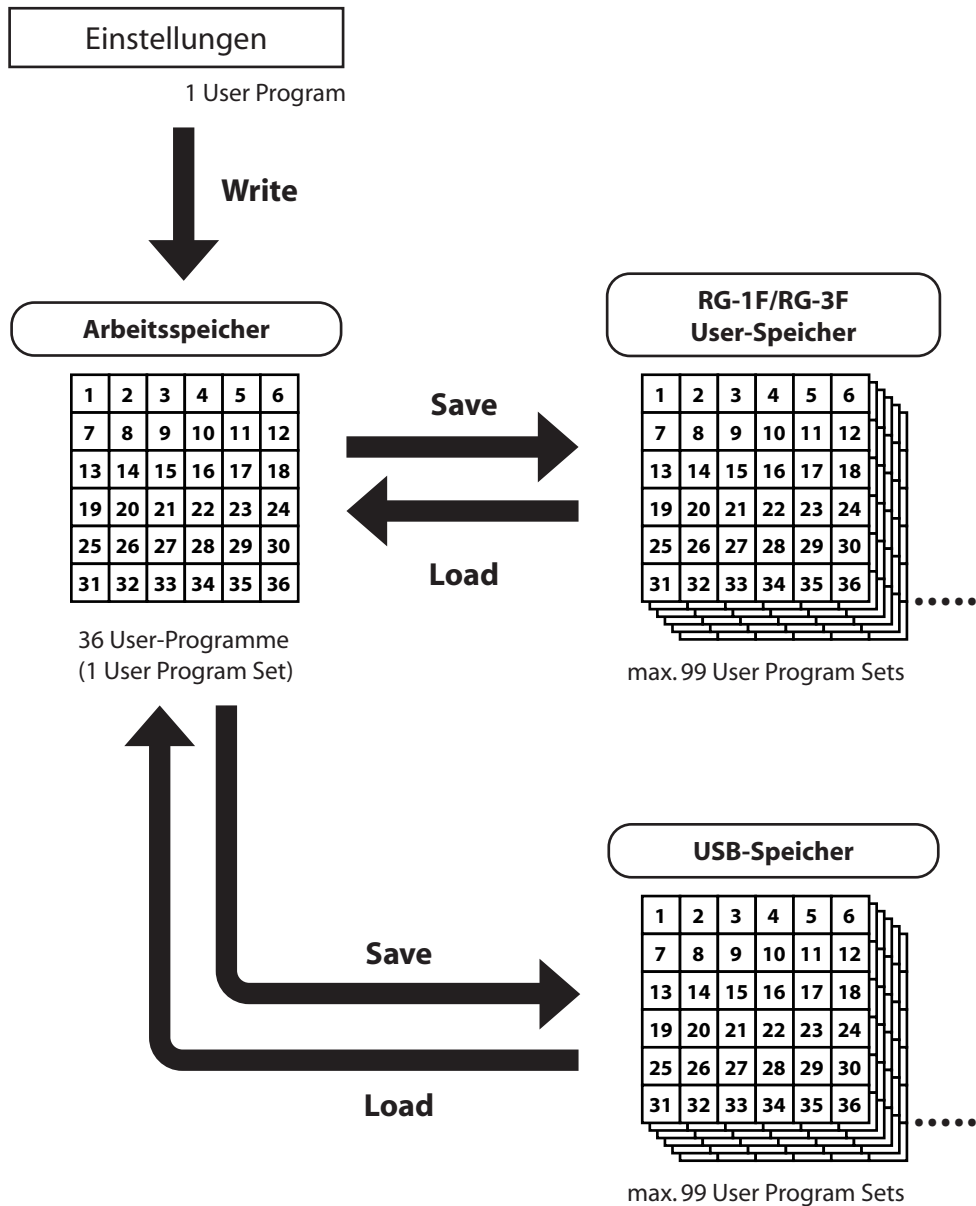 Einstellungen
1 User Program
Write
Arbeitsspeicher
1 2 3 4 5 6
7 8 9 10 11 12
13 14 15 16 17 18
19 20 21 22 23 24
25 26 27 28 29 30
31 32 33 34 35 36
36 User-Programme
(1 User Program Set)
Save
Load
RG-1F/RG-3F
User-Speicher
1 2 3 4 5 6
7 8 9 10 11 12
13 14 15 16 17 18
19 20 21 22 23 24
25 26 27 28 29 30
31 32 33 34 35 36
max. 99 User Program Sets
Save
Load
USB-Speicher
1 2 3 4 5 6
7 8 9 10 11 12
13 14 15 16 17 18
19 20 21 22 23 24
25 26 27 28 29 30
31 32 33 34 35 36
max. 99 User Program Sets